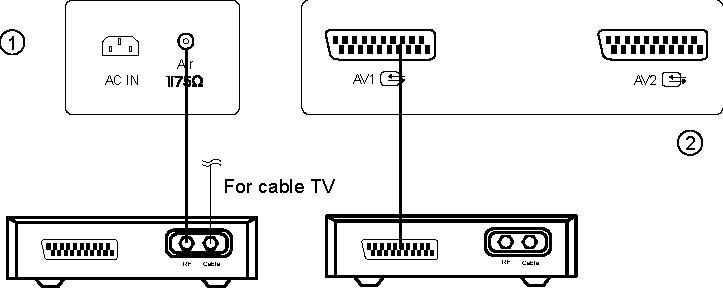 1
AC IN
Air
75Ω
AV1
AV2
2
For cable TV
RF Cable
RF Cable